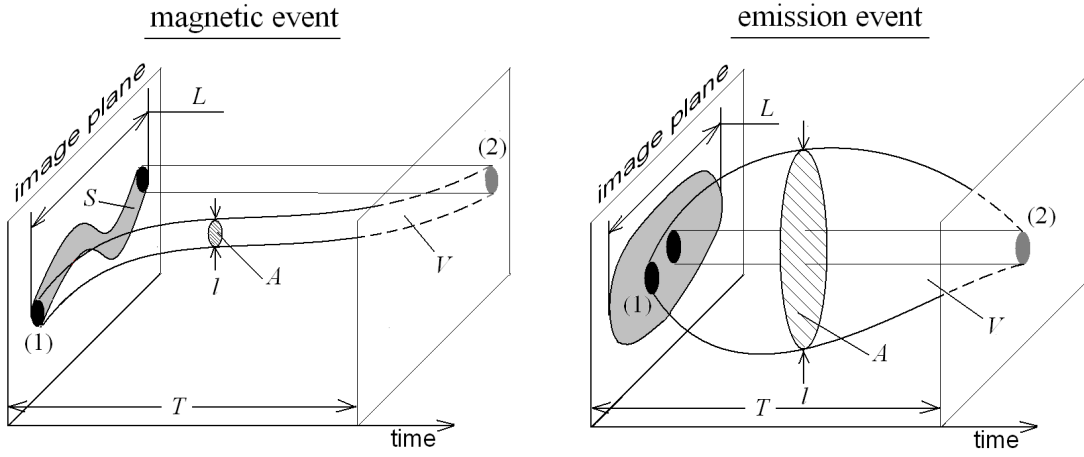 magnetic event
image plane
L
S
(2)
(1)
l
A
V
T
time
emission event
image plane
L
(2)
(1)
A
V
T
l
time